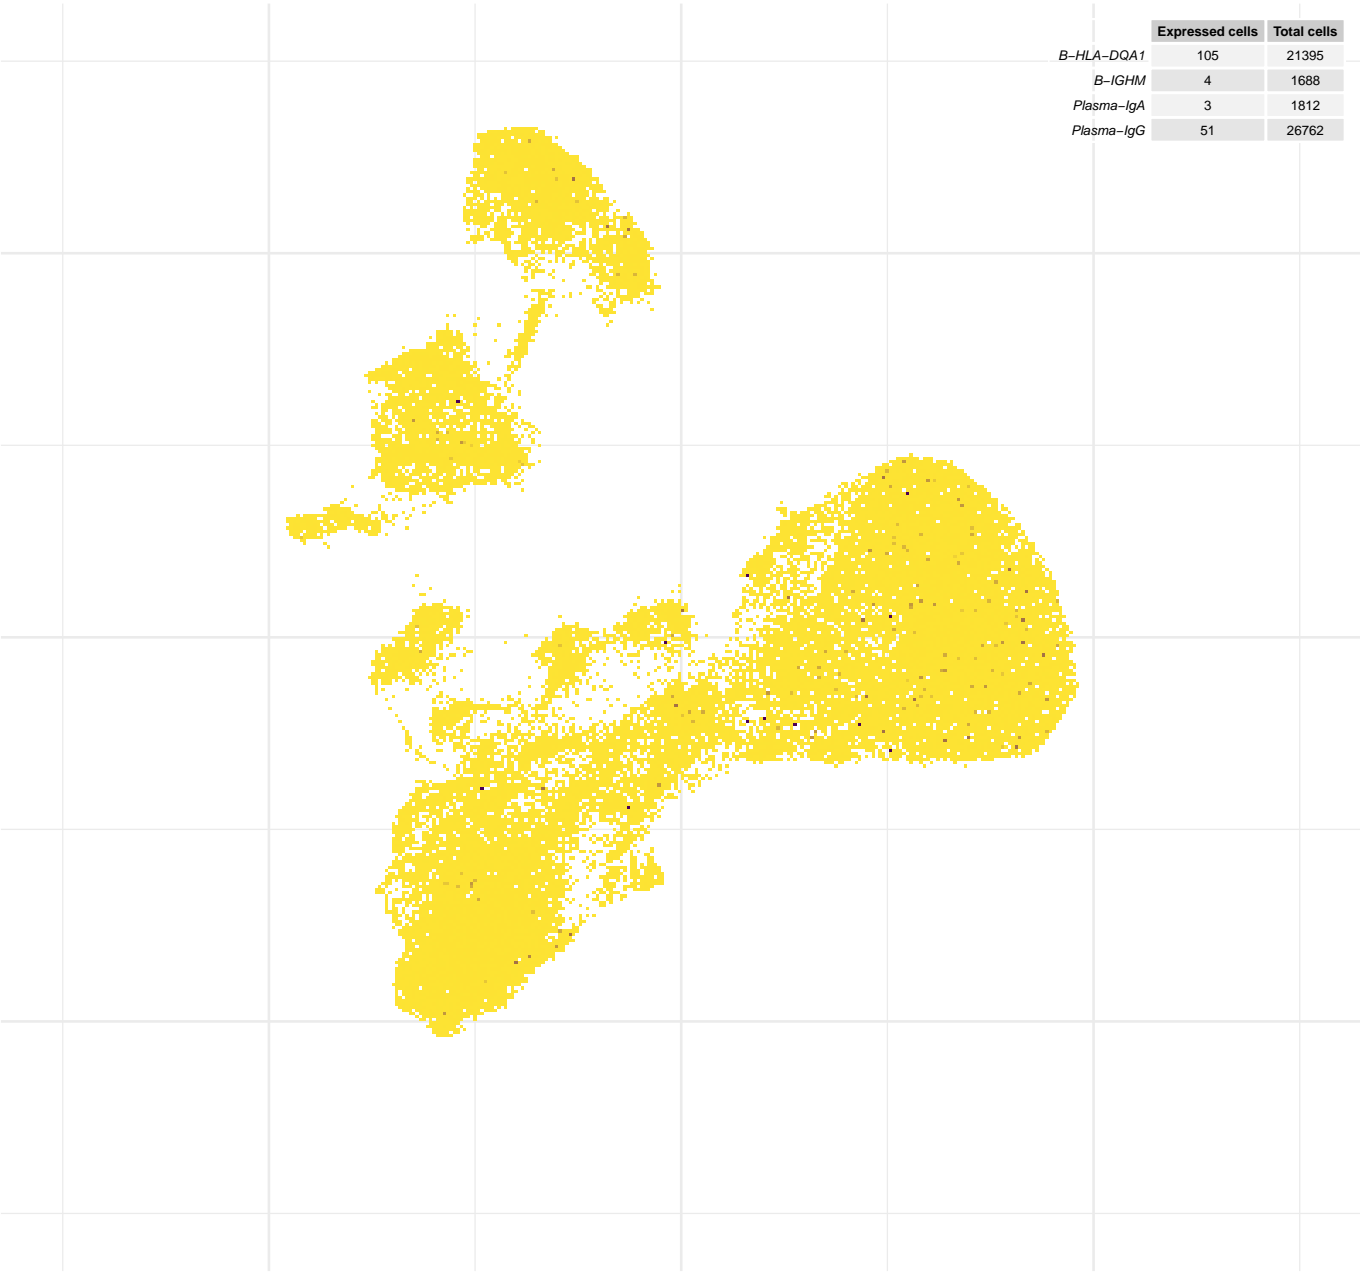 Expressed cells Total cells
B-HLA-DQA1 105 21395
B-IGHM 4 1688
Plasma-IgA 3 1812
Plasma-IgG 51 26762